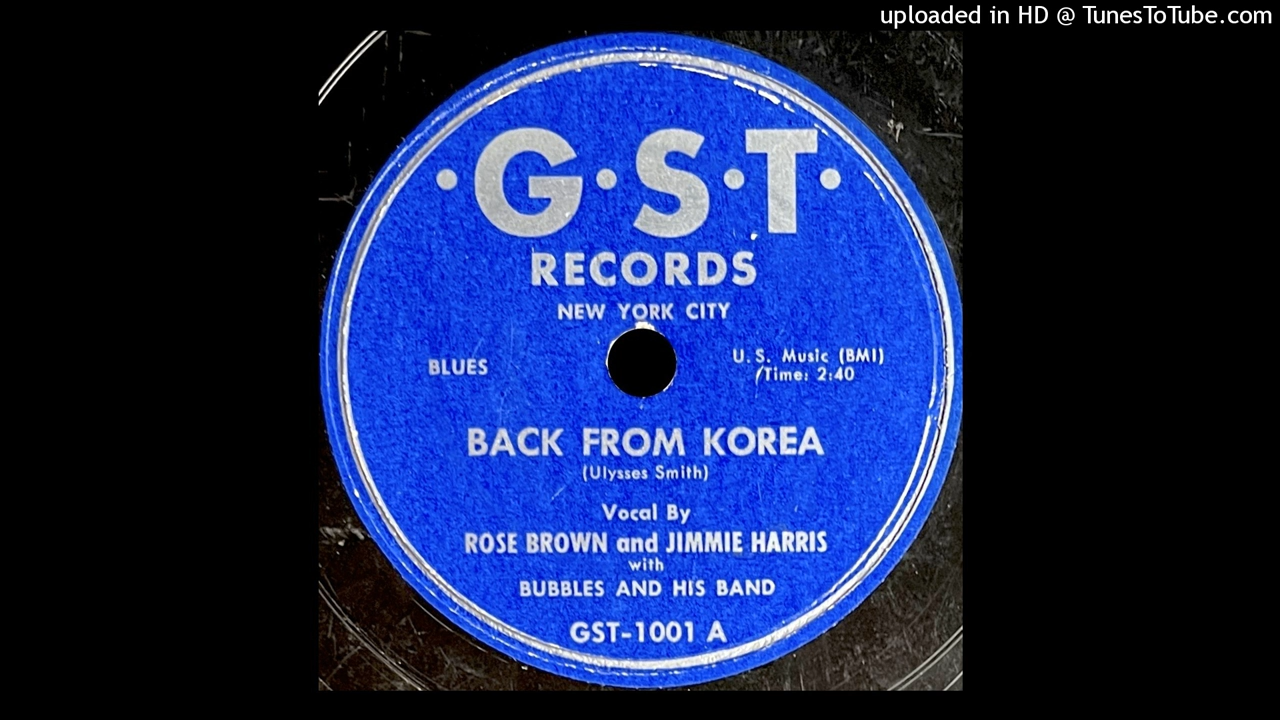 uploaded in HD @ TunesToTube.com
·G·S·T·
RECORDS
NEW YORK CITY
BLUES
U.S. Music (BMI)
Time: 2:40
BACK FROM KOREA
(Ulysses Smith)
Vocal By
ROSE BROWN and JIMMIE HARRIS
with
BUBBLES AND HIS BAND
GST-1001 A